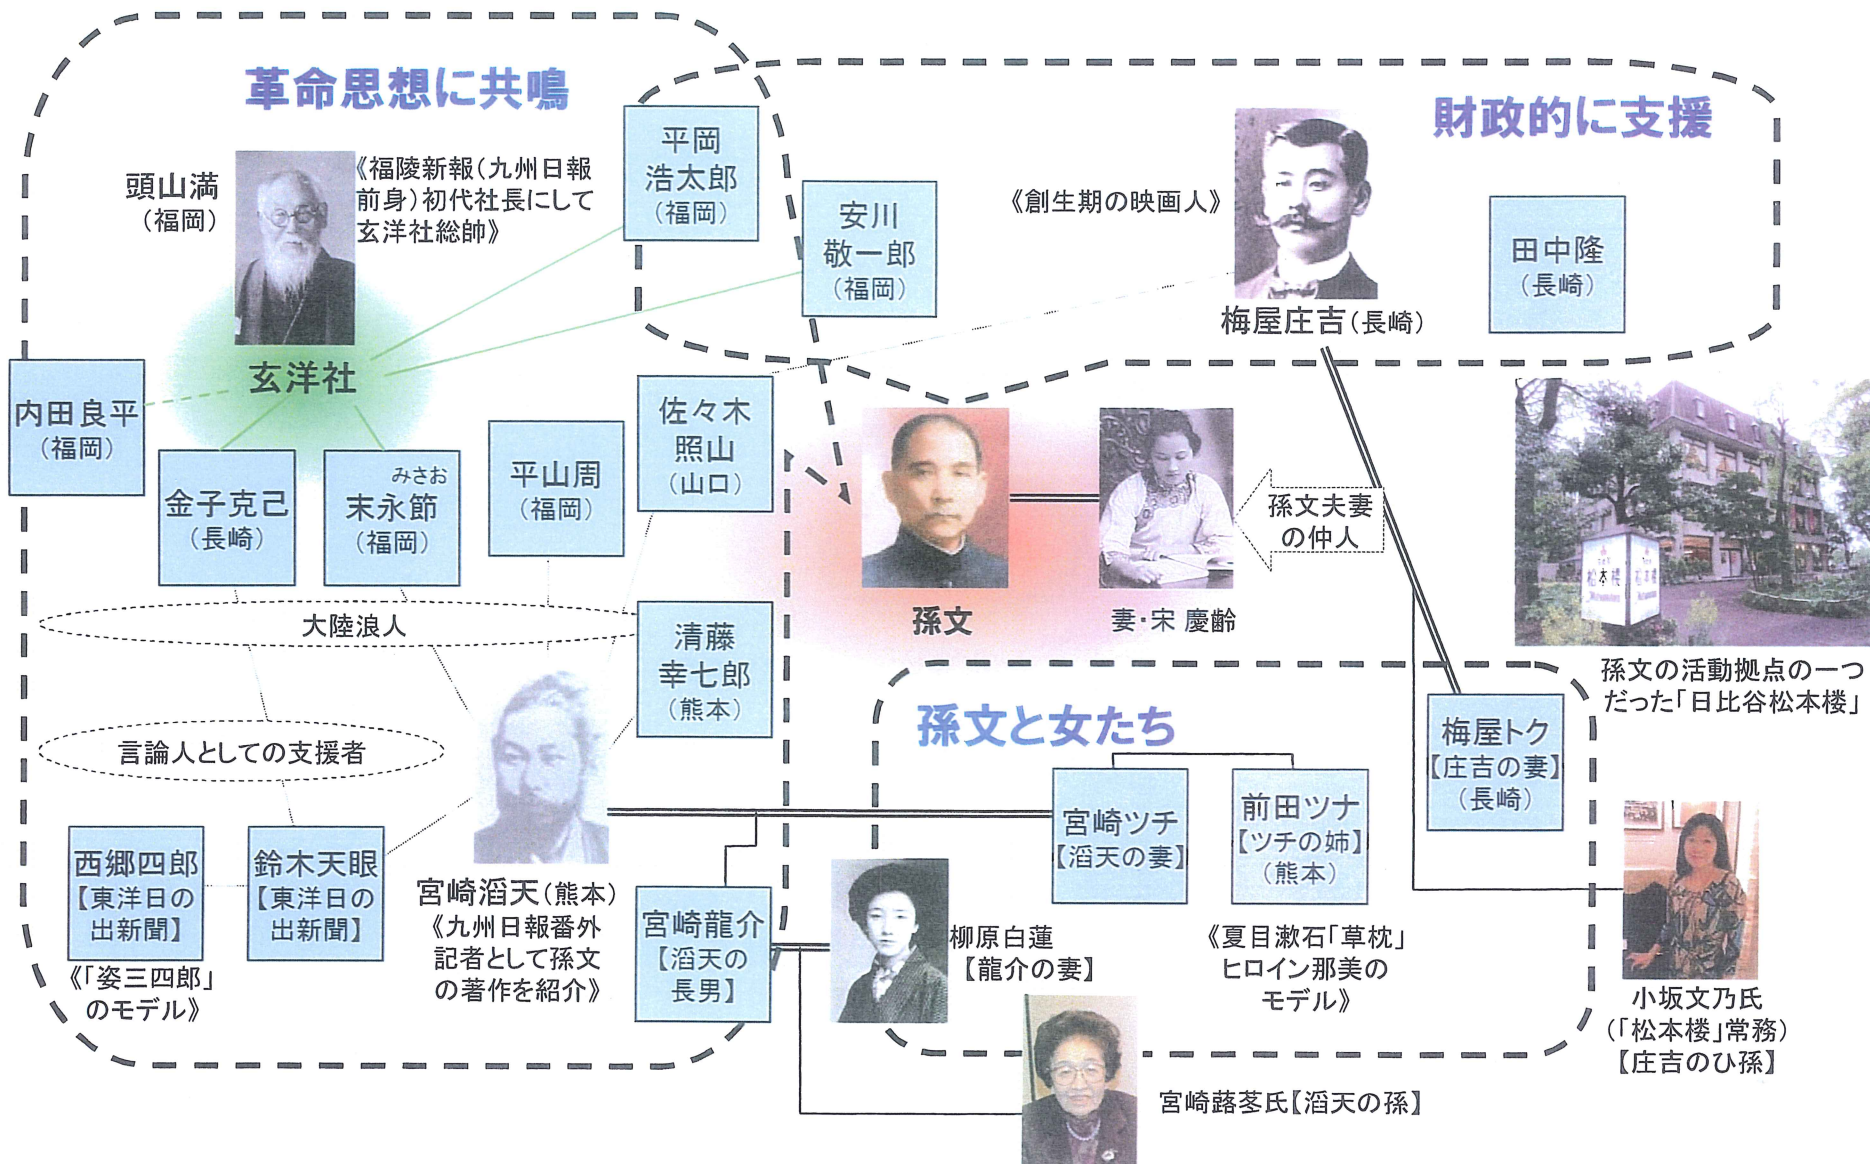 革命思想に共鳴
財政的に支援
頭山満
(福岡)
《福陵新報(九州日報
前身)初代社長にして
玄洋社総帥》
平岡
浩太郎
(福岡)
安川
敬一郎
(福岡)
《創生期の映画人》
梅屋庄吉(長崎)
田中隆
(長崎)
玄洋社
内田良平
(福岡)
金子克己
(長崎)
みさお
末永節
(福岡)
平山周
(福岡)
佐々木
照山
(山口)
孫文
妻・宋 慶齢
孫文夫妻
の仲人
松本楼
孫文の活動拠点の一つ
だった「日比谷松本楼」
大陸浪人
清藤
幸七郎
(熊本)
言論人としての支援者
西郷四郎
【東洋日の
出新聞】
《「姿三四郎」
のモデル》
鈴木天眼
【東洋日の
出新聞】
宮崎滔天(熊本)
《九州日報番外
記者として孫文
の著作を紹介》
宮崎龍介
【滔天の
長男】
孫文と女たち
宮崎ツチ
【滔天の妻】
前田ツナ
【ツチの姉】
(熊本)
《夏目漱石「草枕」
ヒロイン那美の
モデル》
梅屋トク
【庄吉の妻】
(長崎)
柳原白蓮
【龍介の妻】
小坂文乃氏
(「松本楼」常務)
【庄吉のひ孫】
宮崎蕗苳氏【滔天の孫】